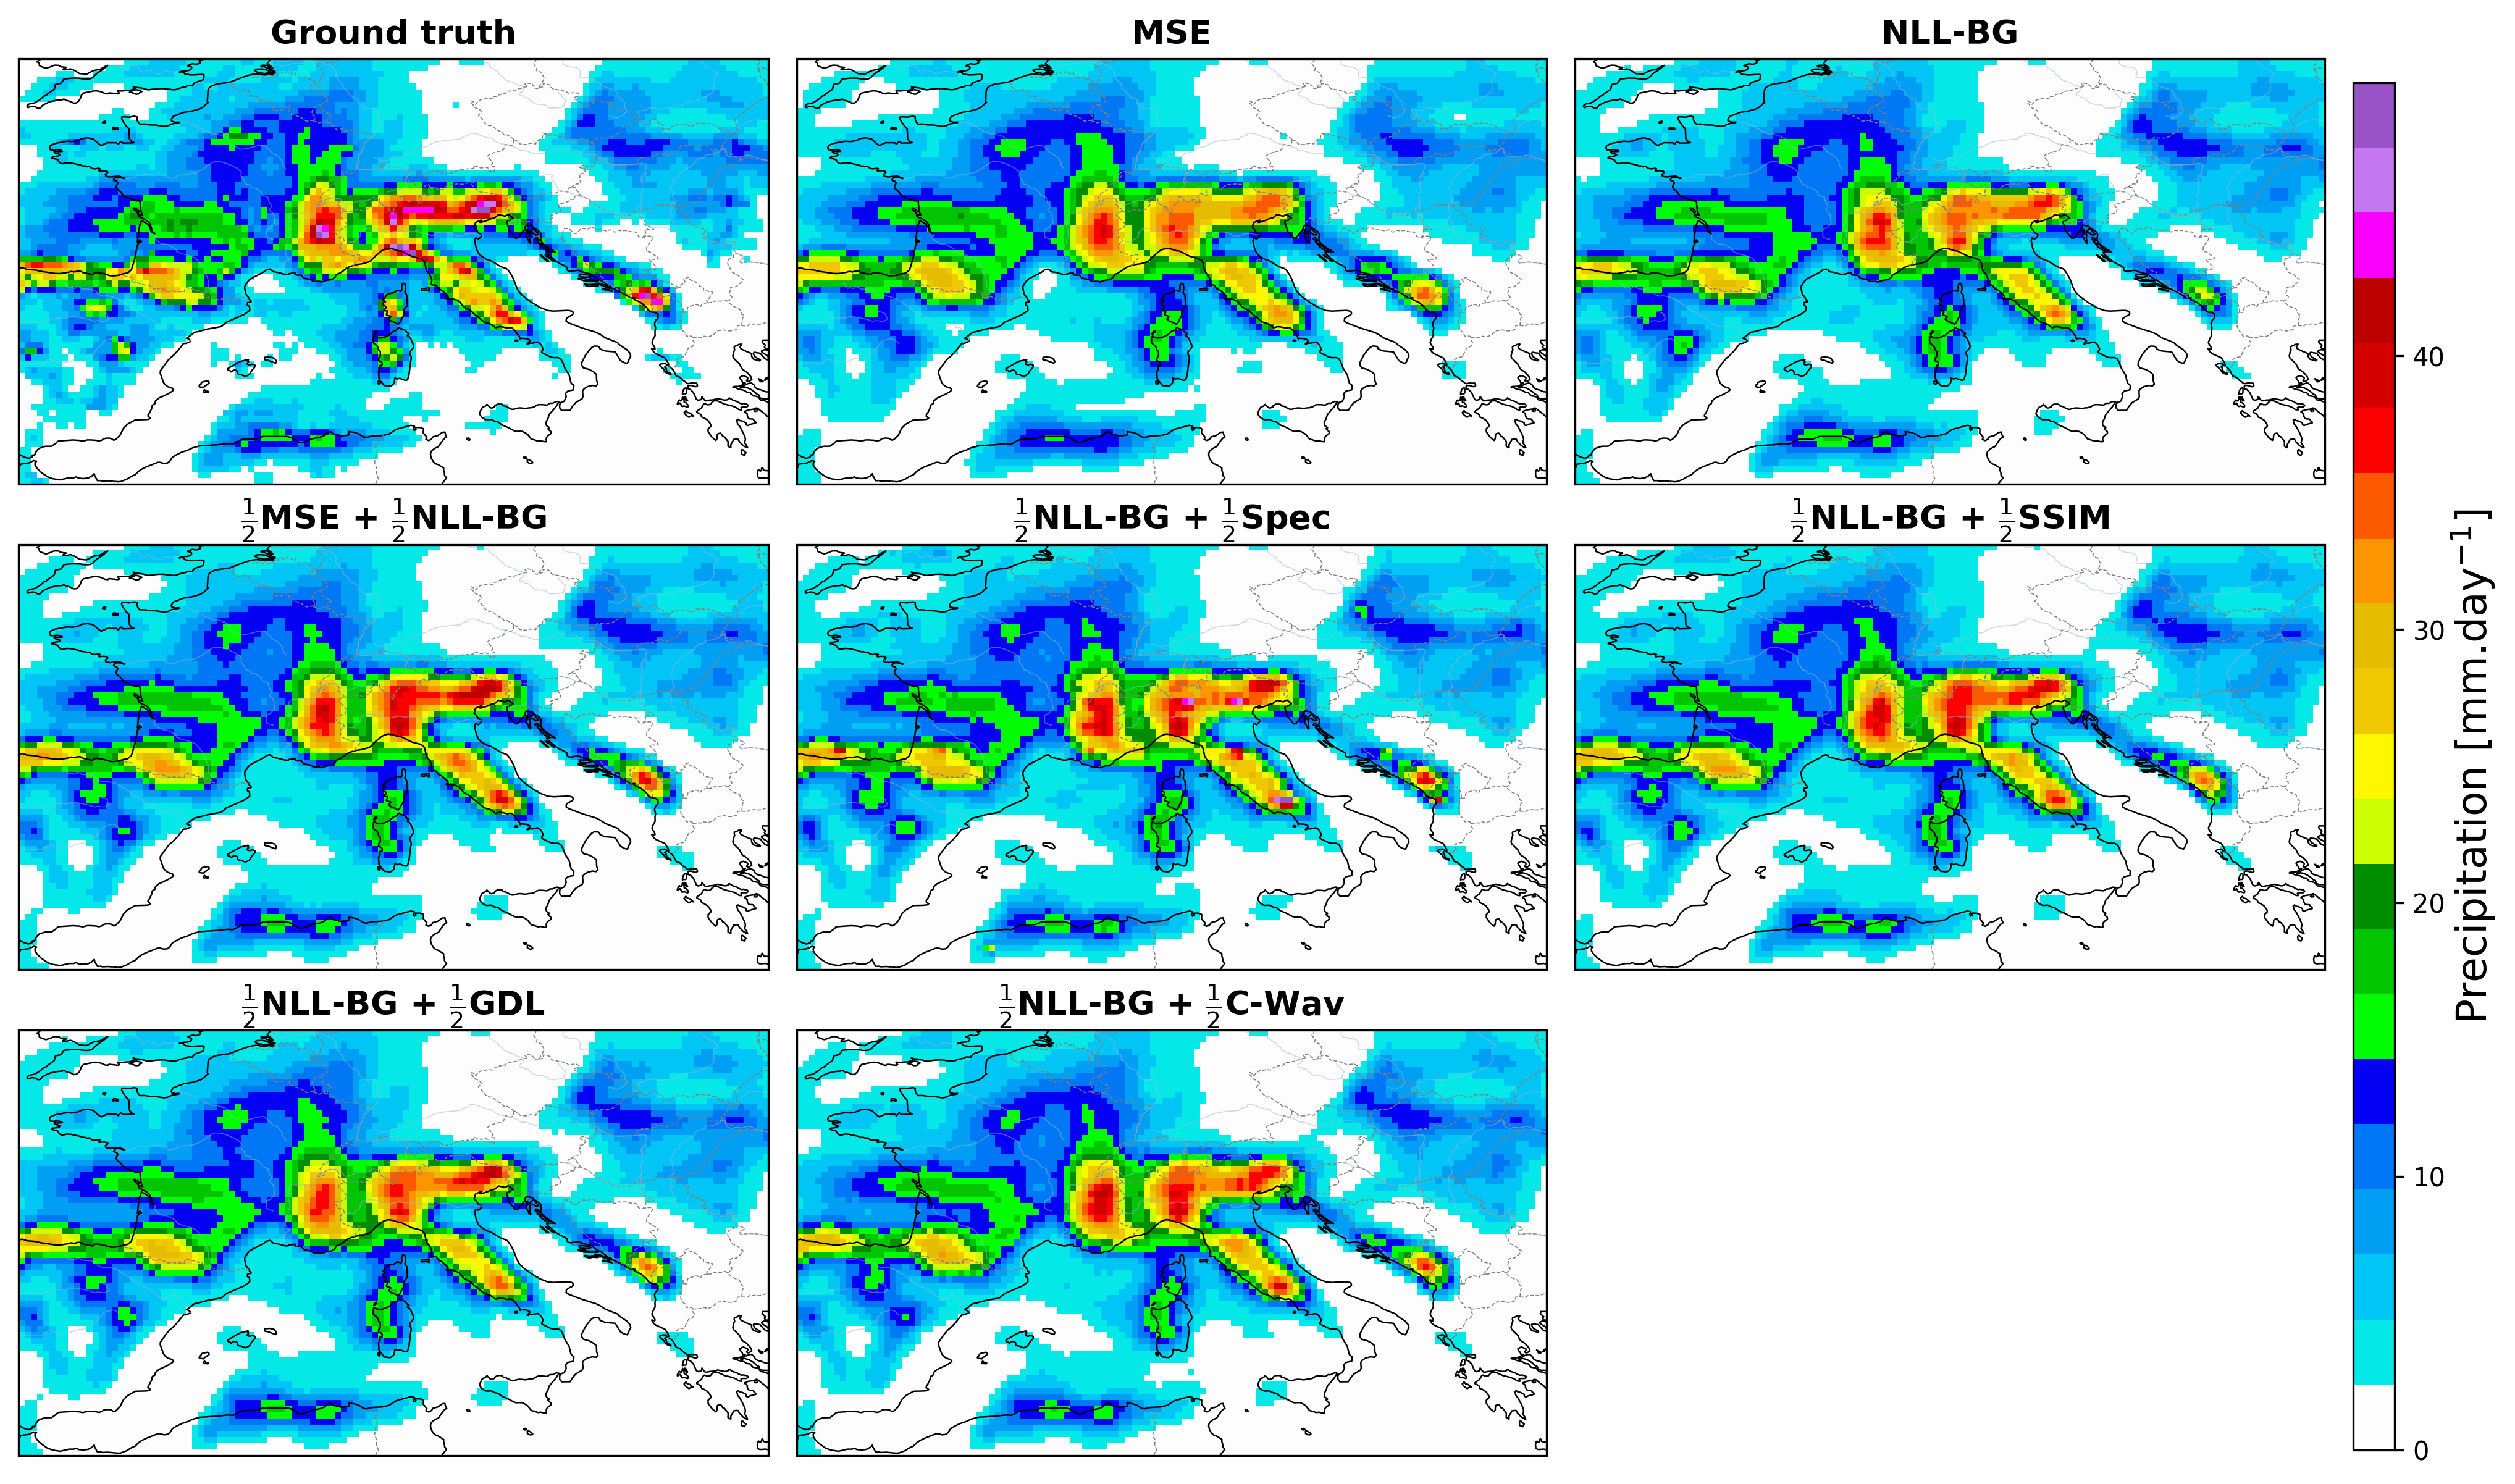 Ground truth
MSE
NLL-BG
½MSE + ½NLL-BG
½NLL-BG + ½Spec
½NLL-BG + ½SSIM
½NLL-BG + ½GDL
½NLL-BG + ½C-Wav
40
30
20
10
0
Precipitation [mm.day⁻¹]